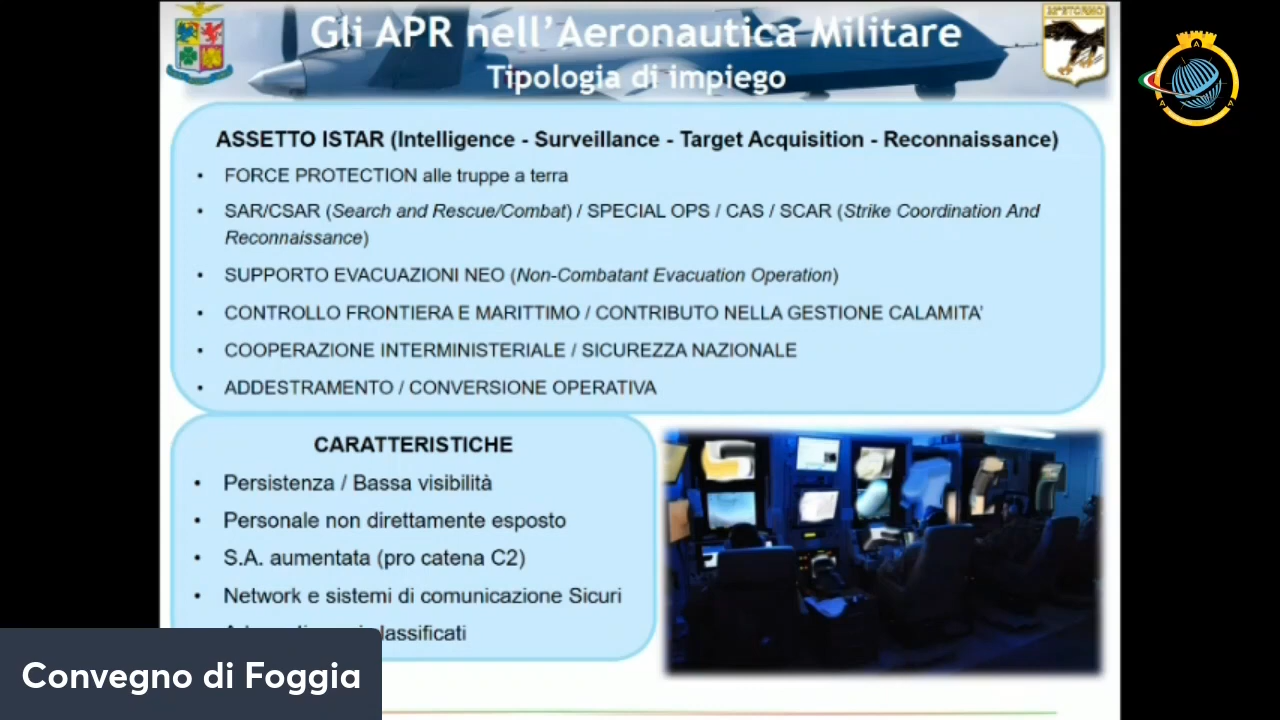 Gli APR nell'Aeronautica Militare
Tipologia di impiego
ASSETTO ISTAR (Intelligence - Surveillance - Target Acquisition - Reconnaissance)
• FORCE PROTECTION alle truppe a terra
• SAR/CSAR (Search and Rescue/Combat) / SPECIAL OPS / CAS / SCAR (Strike Coordination And
Reconnaissance)
• SUPPORTO EVACUAZIONI NEO (Non-Combatant Evacuation Operation)
• CONTROLLO FRONTIERA E MARITTIMO / CONTRIBUTO NELLA GESTIONE CALAMITA'
• COOPERAZIONE INTERMINISTERIALE / SICUREZZA NAZIONALE
• ADDESTRAMENTO / CONVERSIONE OPERATIVA
CARATTERISTICHE
• Persistenza / Bassa visibilità
• Personale non direttamente esposto
• S.A. aumentata (pro catena C2)
• Network e sistemi di comunicazione Sicuri
Convegno di Foggia